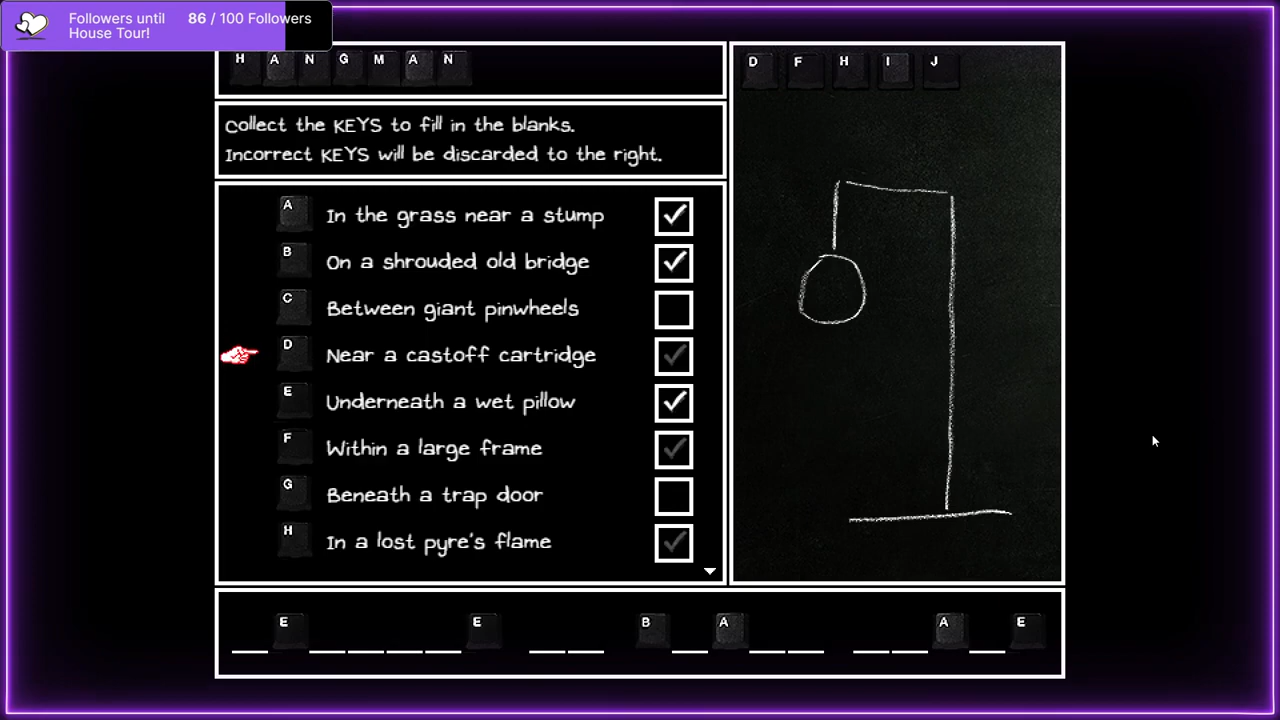 Followers until House Tour!
86 / 100 Followers
H A N G M A N
D F H I J
Collect the KEYS to fill in the blanks.
Incorrect KEYS will be discarded to the right.
A In the grass near a stump
B On a shrouded old bridge
C Between giant pinwheels
D Near a castoff cartridge
E Underneath a wet pillow
F Within a large frame
G Beneath a trap door
H In a lost pyre's flame
E E B A A E